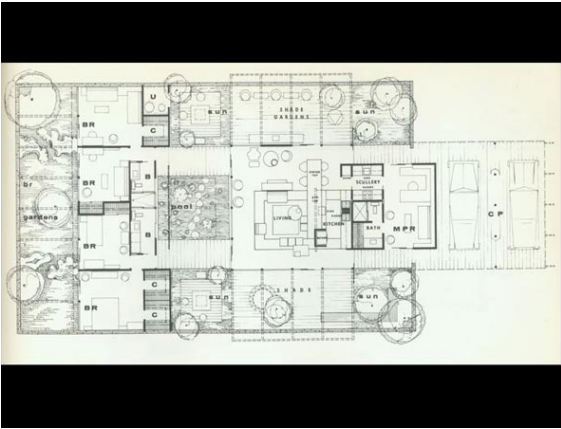 U
sun
SHADE
GARDENS
sun
BR
C
BR
B
SCULLERY
br
gardens
pool
LIVING
KITCHEN
BATH
MPR
CP
BR
B
C
sun
SHADE
sun
BR
C